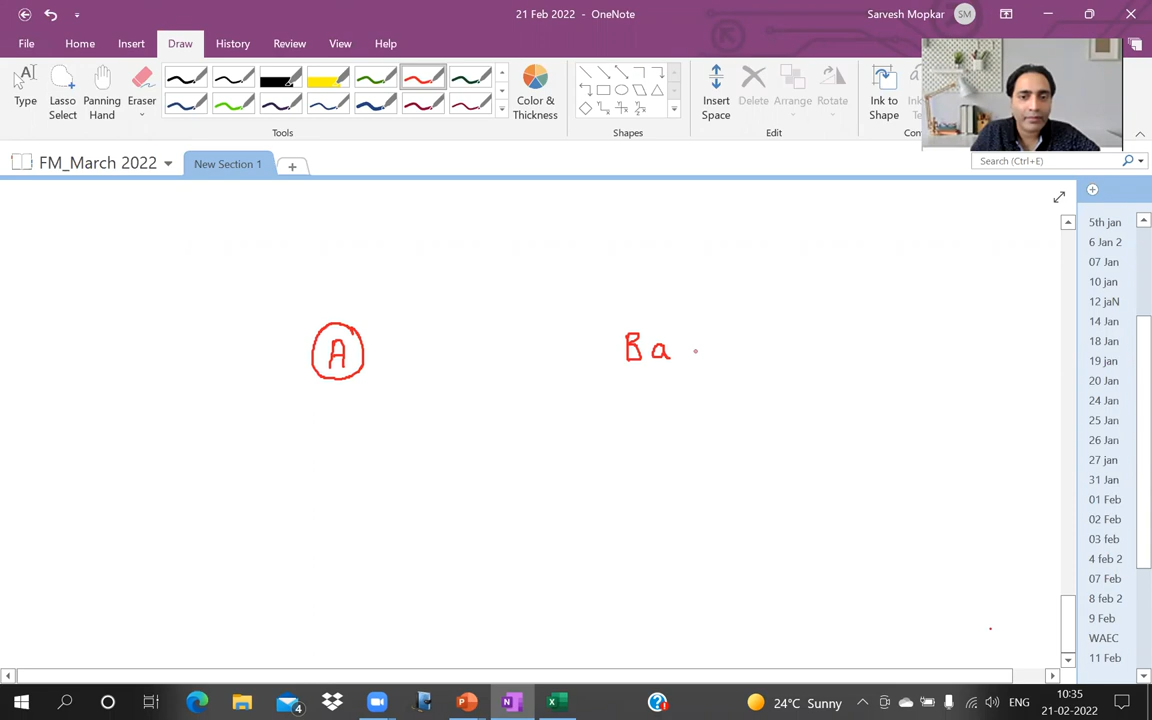 21 Feb 2022 - OneNote
Sarvesh Mopkar
SM
File Home Insert Draw History Review View Help
Type
Lasso Select
Panning Hand
Eraser
Color & Thickness
Insert Space
Delete
Arrange
Rotate
Ink to Shape
Tools
Shapes
Edit
FM_March 2022
New Section 1
Search (Ctrl+E)
5th jan
6 Jan 2
07 Jan
10 jan
12 jaN
14 Jan
18 Jan
19 jan
20 Jan
24 Jan
25 Jan
26 Jan
27 jan
31 Jan
01 Feb
02 Feb
03 feb
4 feb 2
07 Feb
8 feb 2
9 Feb
WAEC
11 Feb
A
Ba
4
24°C Sunny
ENG
10:35
21-02-2022